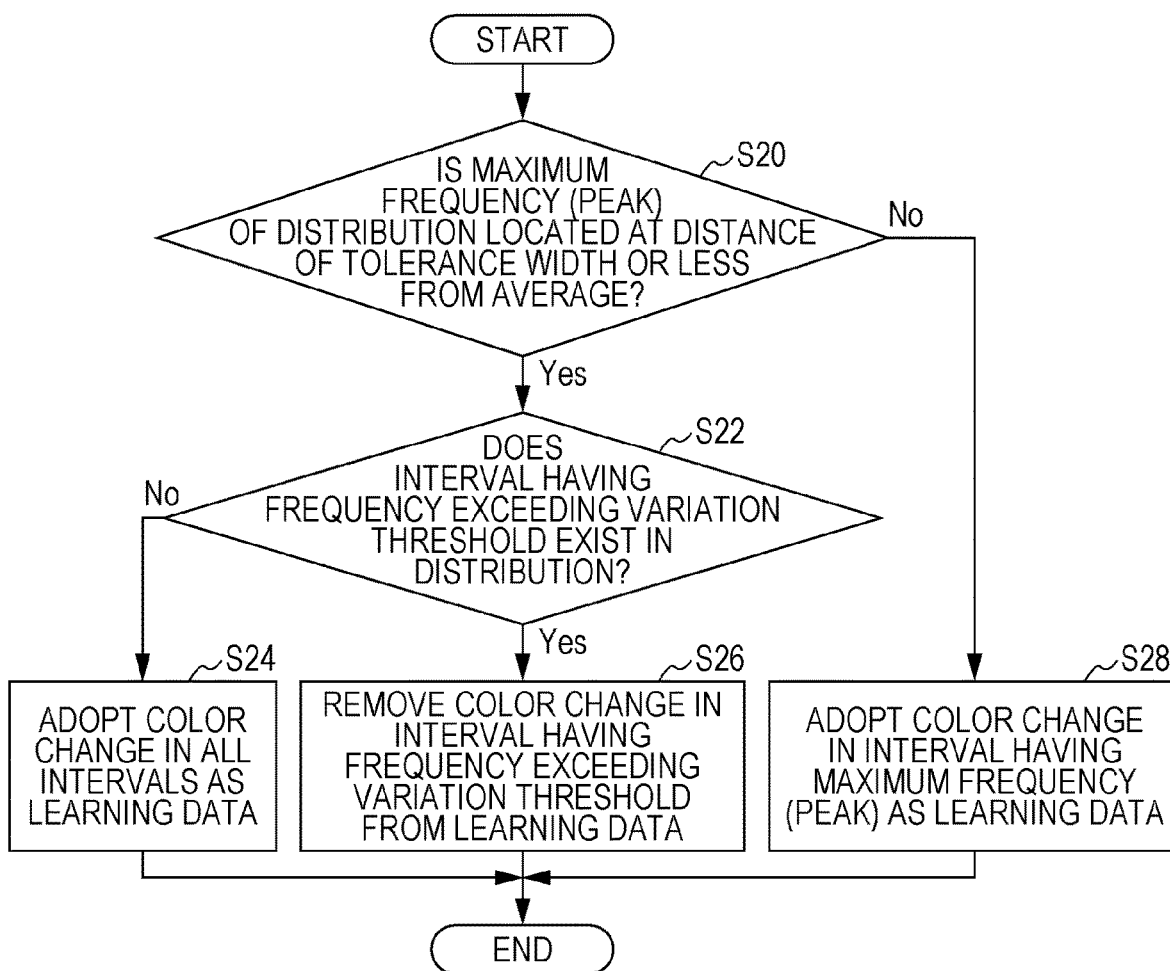 START
S20
IS MAXIMUM
FREQUENCY (PEAK)
OF DISTRIBUTION LOCATED AT DISTANCE
OF TOLERANCE WIDTH OR LESS
FROM AVERAGE?
No
Yes
S22
DOES
INTERVAL HAVING
FREQUENCY EXCEEDING VARIATION
THRESHOLD EXIST IN
DISTRIBUTION?
No
Yes
S24
ADOPT COLOR
CHANGE IN ALL
INTERVALS AS
LEARNING DATA
S26
REMOVE COLOR CHANGE IN
INTERVAL HAVING
FREQUENCY EXCEEDING
VARIATION THRESHOLD
FROM LEARNING DATA
S28
ADOPT COLOR CHANGE
IN INTERVAL HAVING
MAXIMUM FREQUENCY
(PEAK) AS LEARNING DATA
END